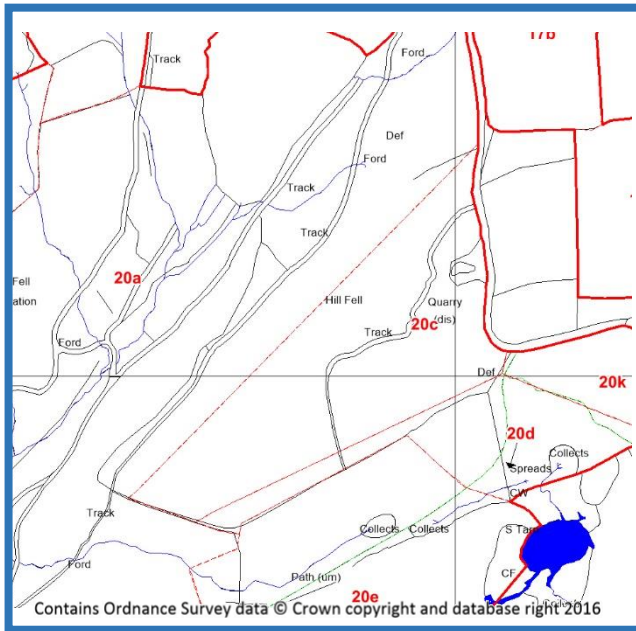 17b
Track
Ford
Def
Ford
Track
Track
20a
Fell
ation
Hill Fell
Quarry
(dis)
20c
Track
Ford
Def
20k
20d
Collects
Spreads
CW
Track
Collects
Collects
S Tarn
Ford
CF
Path (um)
20e
Contains Ordnance Survey data © Crown copyright and database right 2016